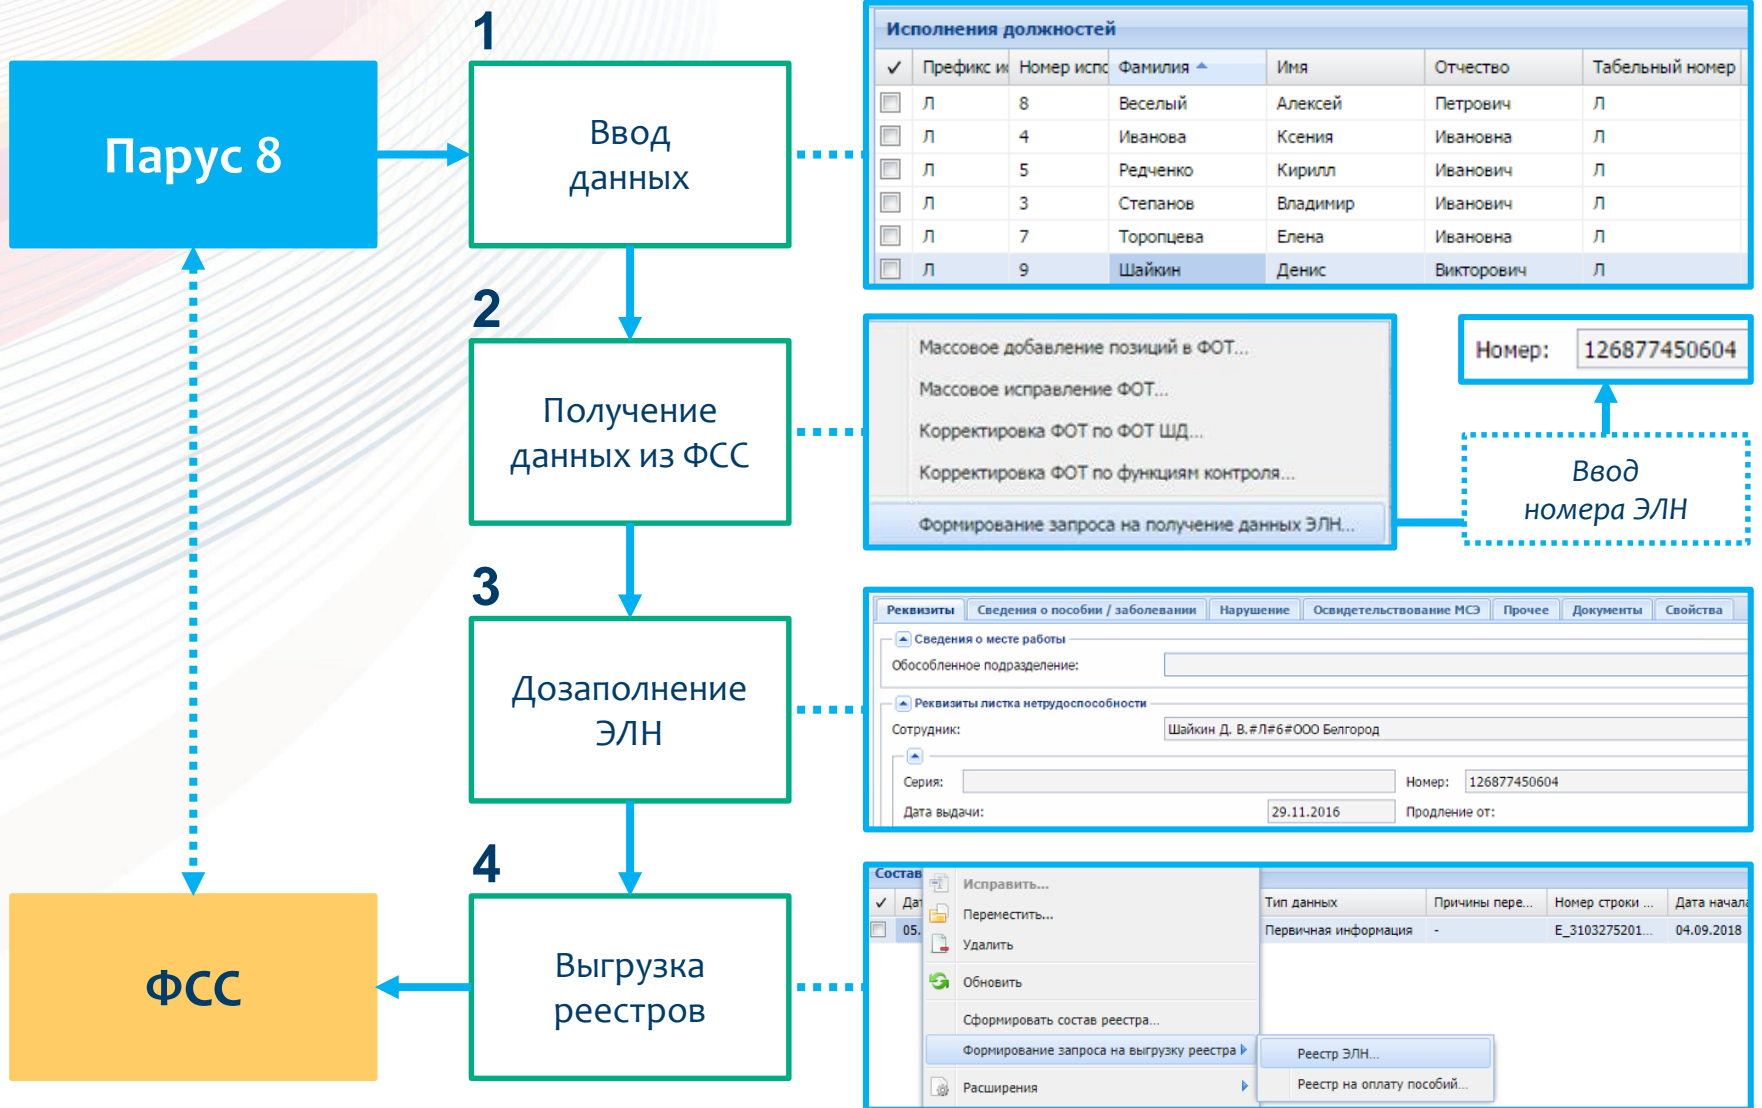 Парус 8
1
Ввод
данных
Исполнения должностей
✓ Префикс ис Номер испо Фамилия Имя Отчество Табельный номер
Л 8 Веселый Алексей Петрович Л
Л 4 Иванова Ксения Ивановна Л
Л 5 Редченко Кирилл Иванович Л
Л 3 Степанов Владимир Иванович Л
Л 7 Торопцева Елена Ивановна Л
Л 9 Шайкин Денис Викторович Л
2
Получение
данных из ФСС
Массовое добавление позиций в ФОТ...
Массовое исправление ФОТ...
Корректировка ФОТ по ФОТ ШД...
Корректировка ФОТ по функциям контроля...
Формирование запроса на получение данных ЭЛН...
Номер: 126877450604
Ввод
номера ЭЛН
3
Дозаполнение
ЭЛН
Реквизиты Сведения о пособии / заболевании Нарушение Освидетельствование МСЭ Прочее Документы Свойства
Сведения о месте работы
Обособленное подразделение:
Реквизиты листка нетрудоспособности
Сотрудник: Шайкин Д. В.#Л#6#ООО Белгород
Серия: Номер: 126877450604
Дата выдачи: 29.11.2016 Продление от:
4
Выгрузка
реестров
ФСС
Состав
✓ Дат Тип данных Причины пере... Номер строки ... Дата начала
05. Первичная информация - E_3103275201... 04.09.2018
Исправить...
Переместить...
Удалить
Обновить
Сформировать состав реестра...
Формирование запроса на выгрузку реестра
Расширения
Реестр ЭЛН...
Реестр на оплату пособий...